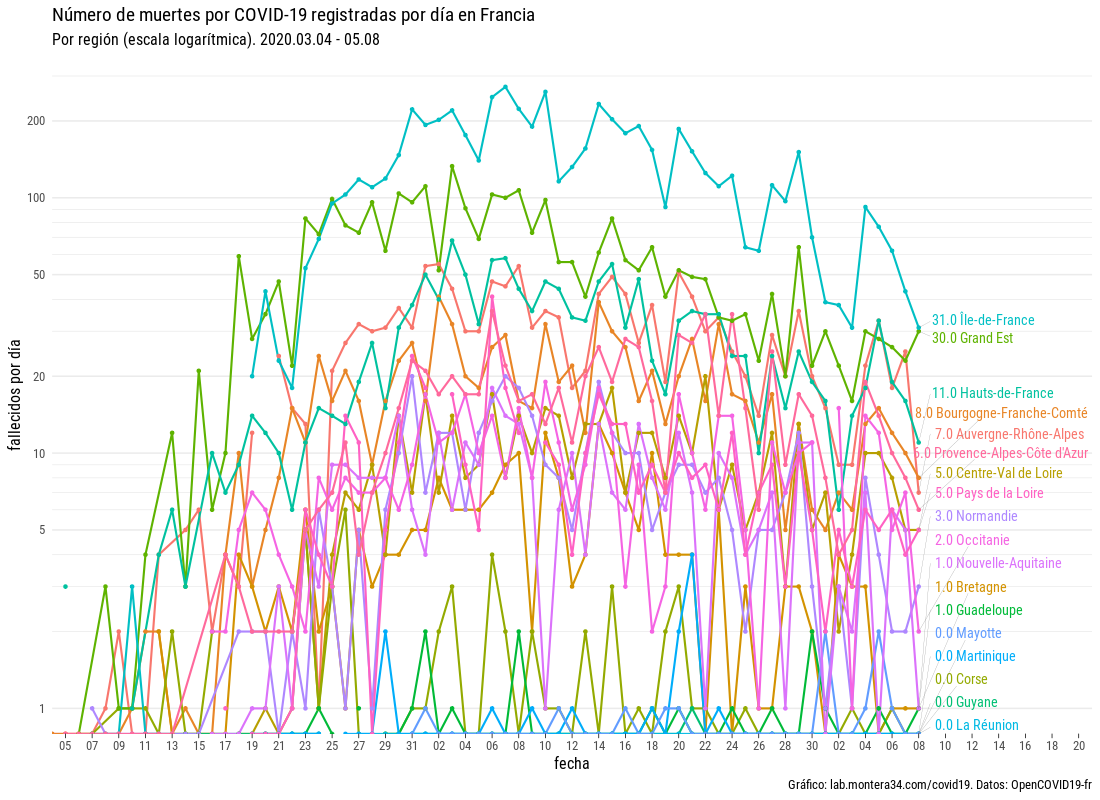 Número de muertes por COVID-19 registradas por día en Francia
Por región (escala logarítmica). 2020.03.04 - 05.08
fallecidos por día
200
100
50
20
10
5
1
31.0 Île-de-France
30.0 Grand Est
11.0 Hauts-de-France
8.0 Bourgogne-Franche-Comté
7.0 Auvergne-Rhône-Alpes
6.0 Provence-Alpes-Côte d'Azur
5.0 Centre-Val de Loire
5.0 Pays de la Loire
3.0 Normandie
2.0 Occitanie
1.0 Nouvelle-Aquitaine
1.0 Bretagne
1.0 Guadeloupe
0.0 Mayotte
0.0 Martinique
0.0 Corse
0.0 Guyane
0.0 La Réunion
05 07 09 11 13 15 17 19 21 23 25 27 29 31 02 04 06 08 10 12 14 16 18 20 22 24 26 28 30 02 04 06 08 10 12 14 16 18 20
fecha
Gráfico: lab.montera34.com/covid19. Datos: OpenCOVID19-fr